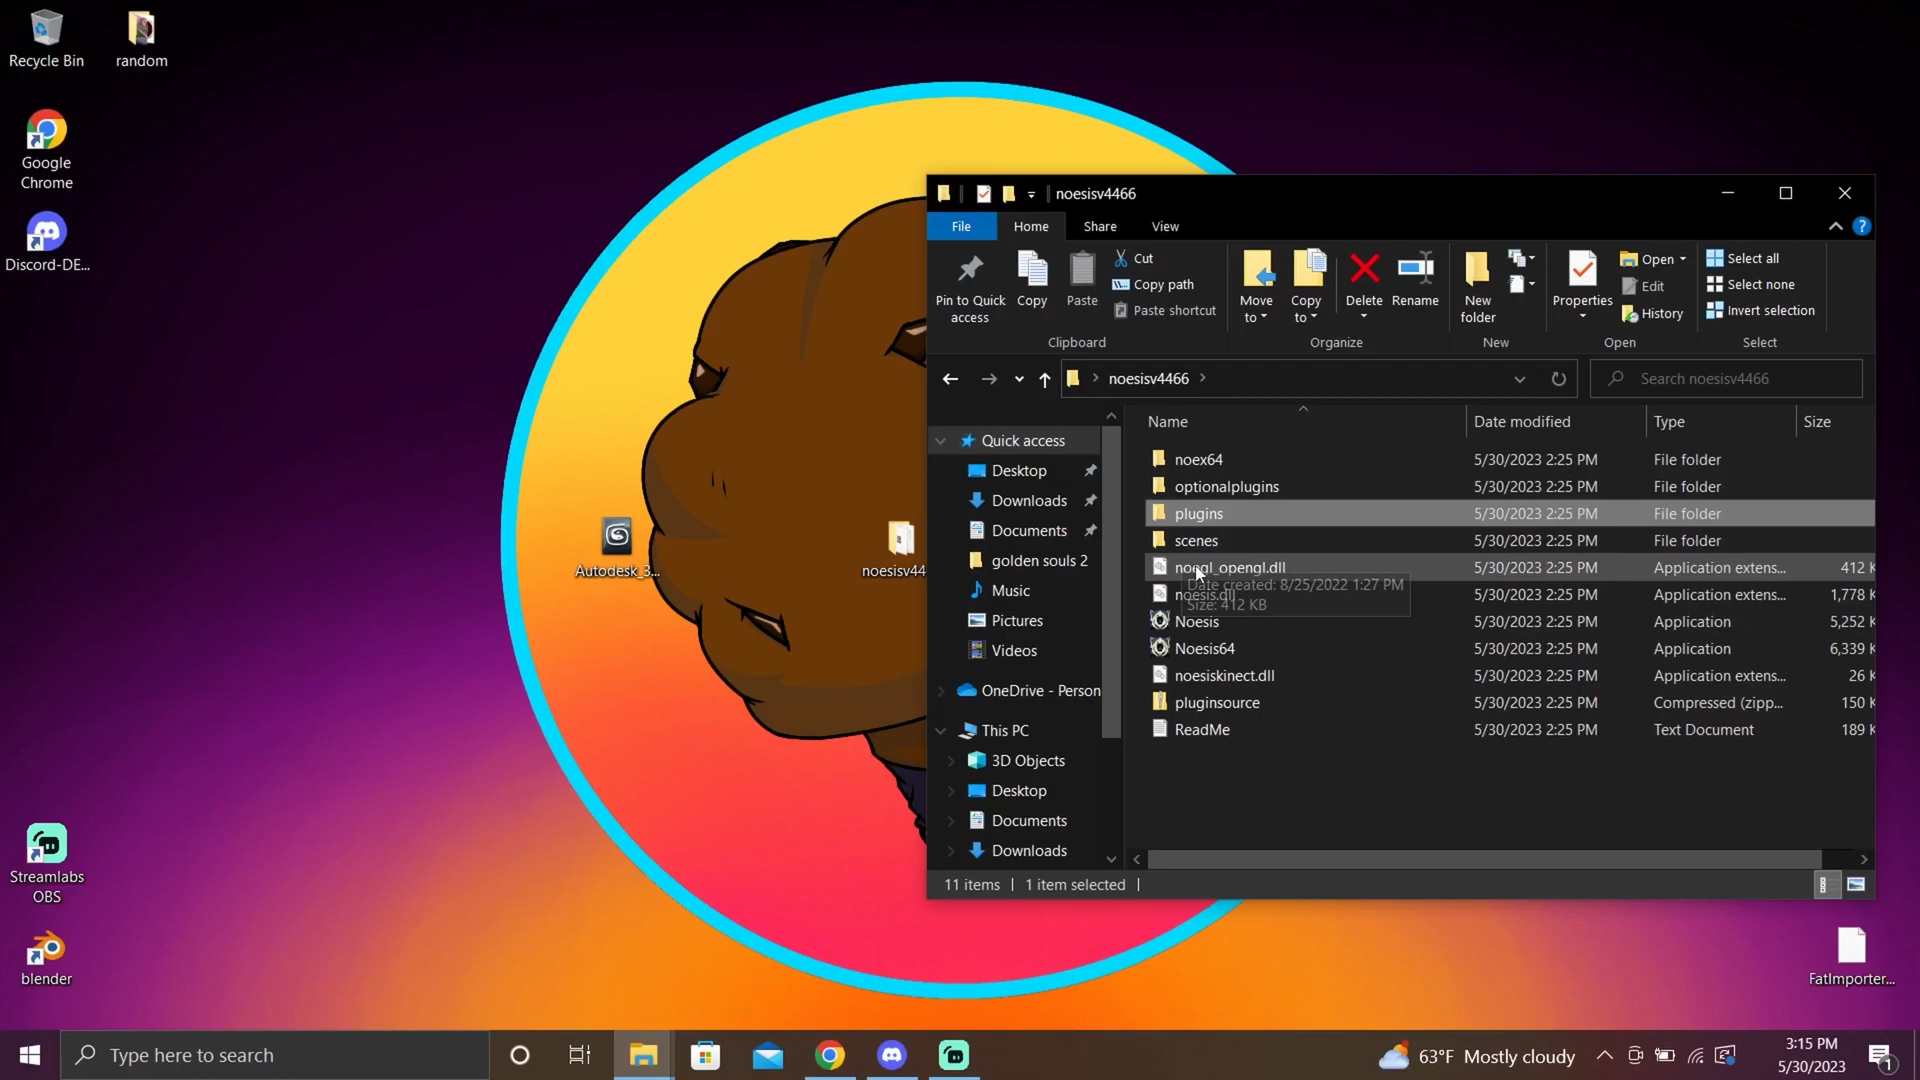 Recycle Bin
random
Google
Chrome
Discord-DE...
Autodesk_3...
noesisv44
Streamlabs
OBS
blender
FatImporter...
noesisv4466
File
Home
Share
View
Pin to Quick
access
Copy
Paste
Cut
Copy path
Paste shortcut
Clipboard
Move
to
Copy
to
Delete
Rename
Organize
New
folder
New
Properties
Open
Edit
History
Open
Select all
Select none
Invert selection
Select
noesisv4466
Search noesisv4466
Quick access
Desktop
Downloads
Documents
golden souls 2
Music
Pictures
Videos
OneDrive - Person
This PC
3D Objects
Desktop
Documents
Downloads
Name Date modified Type Size
noex64 5/30/2023 2:25 PM File folder
optionalplugins 5/30/2023 2:25 PM File folder
plugins 5/30/2023 2:25 PM File folder
scenes 5/30/2023 2:25 PM File folder
noegl_opengl.dll 5/30/2023 2:25 PM Application extens... 412 K
noesis.dll 5/30/2023 2:25 PM Application extens... 1,778 K
Date created: 8/25/2022 1:27 PM
Size: 412 KB
Noesis 5/30/2023 2:25 PM Application 5,252 K
Noesis64 5/30/2023 2:25 PM Application 6,339 K
noesiskinect.dll 5/30/2023 2:25 PM Application extens... 26 K
pluginsource 5/30/2023 2:25 PM Compressed (zipp... 150 K
ReadMe 5/30/2023 2:25 PM Text Document 189 K
11 items
1 item selected
Type here to search
63°F Mostly cloudy
3:15 PM
5/30/2023
1